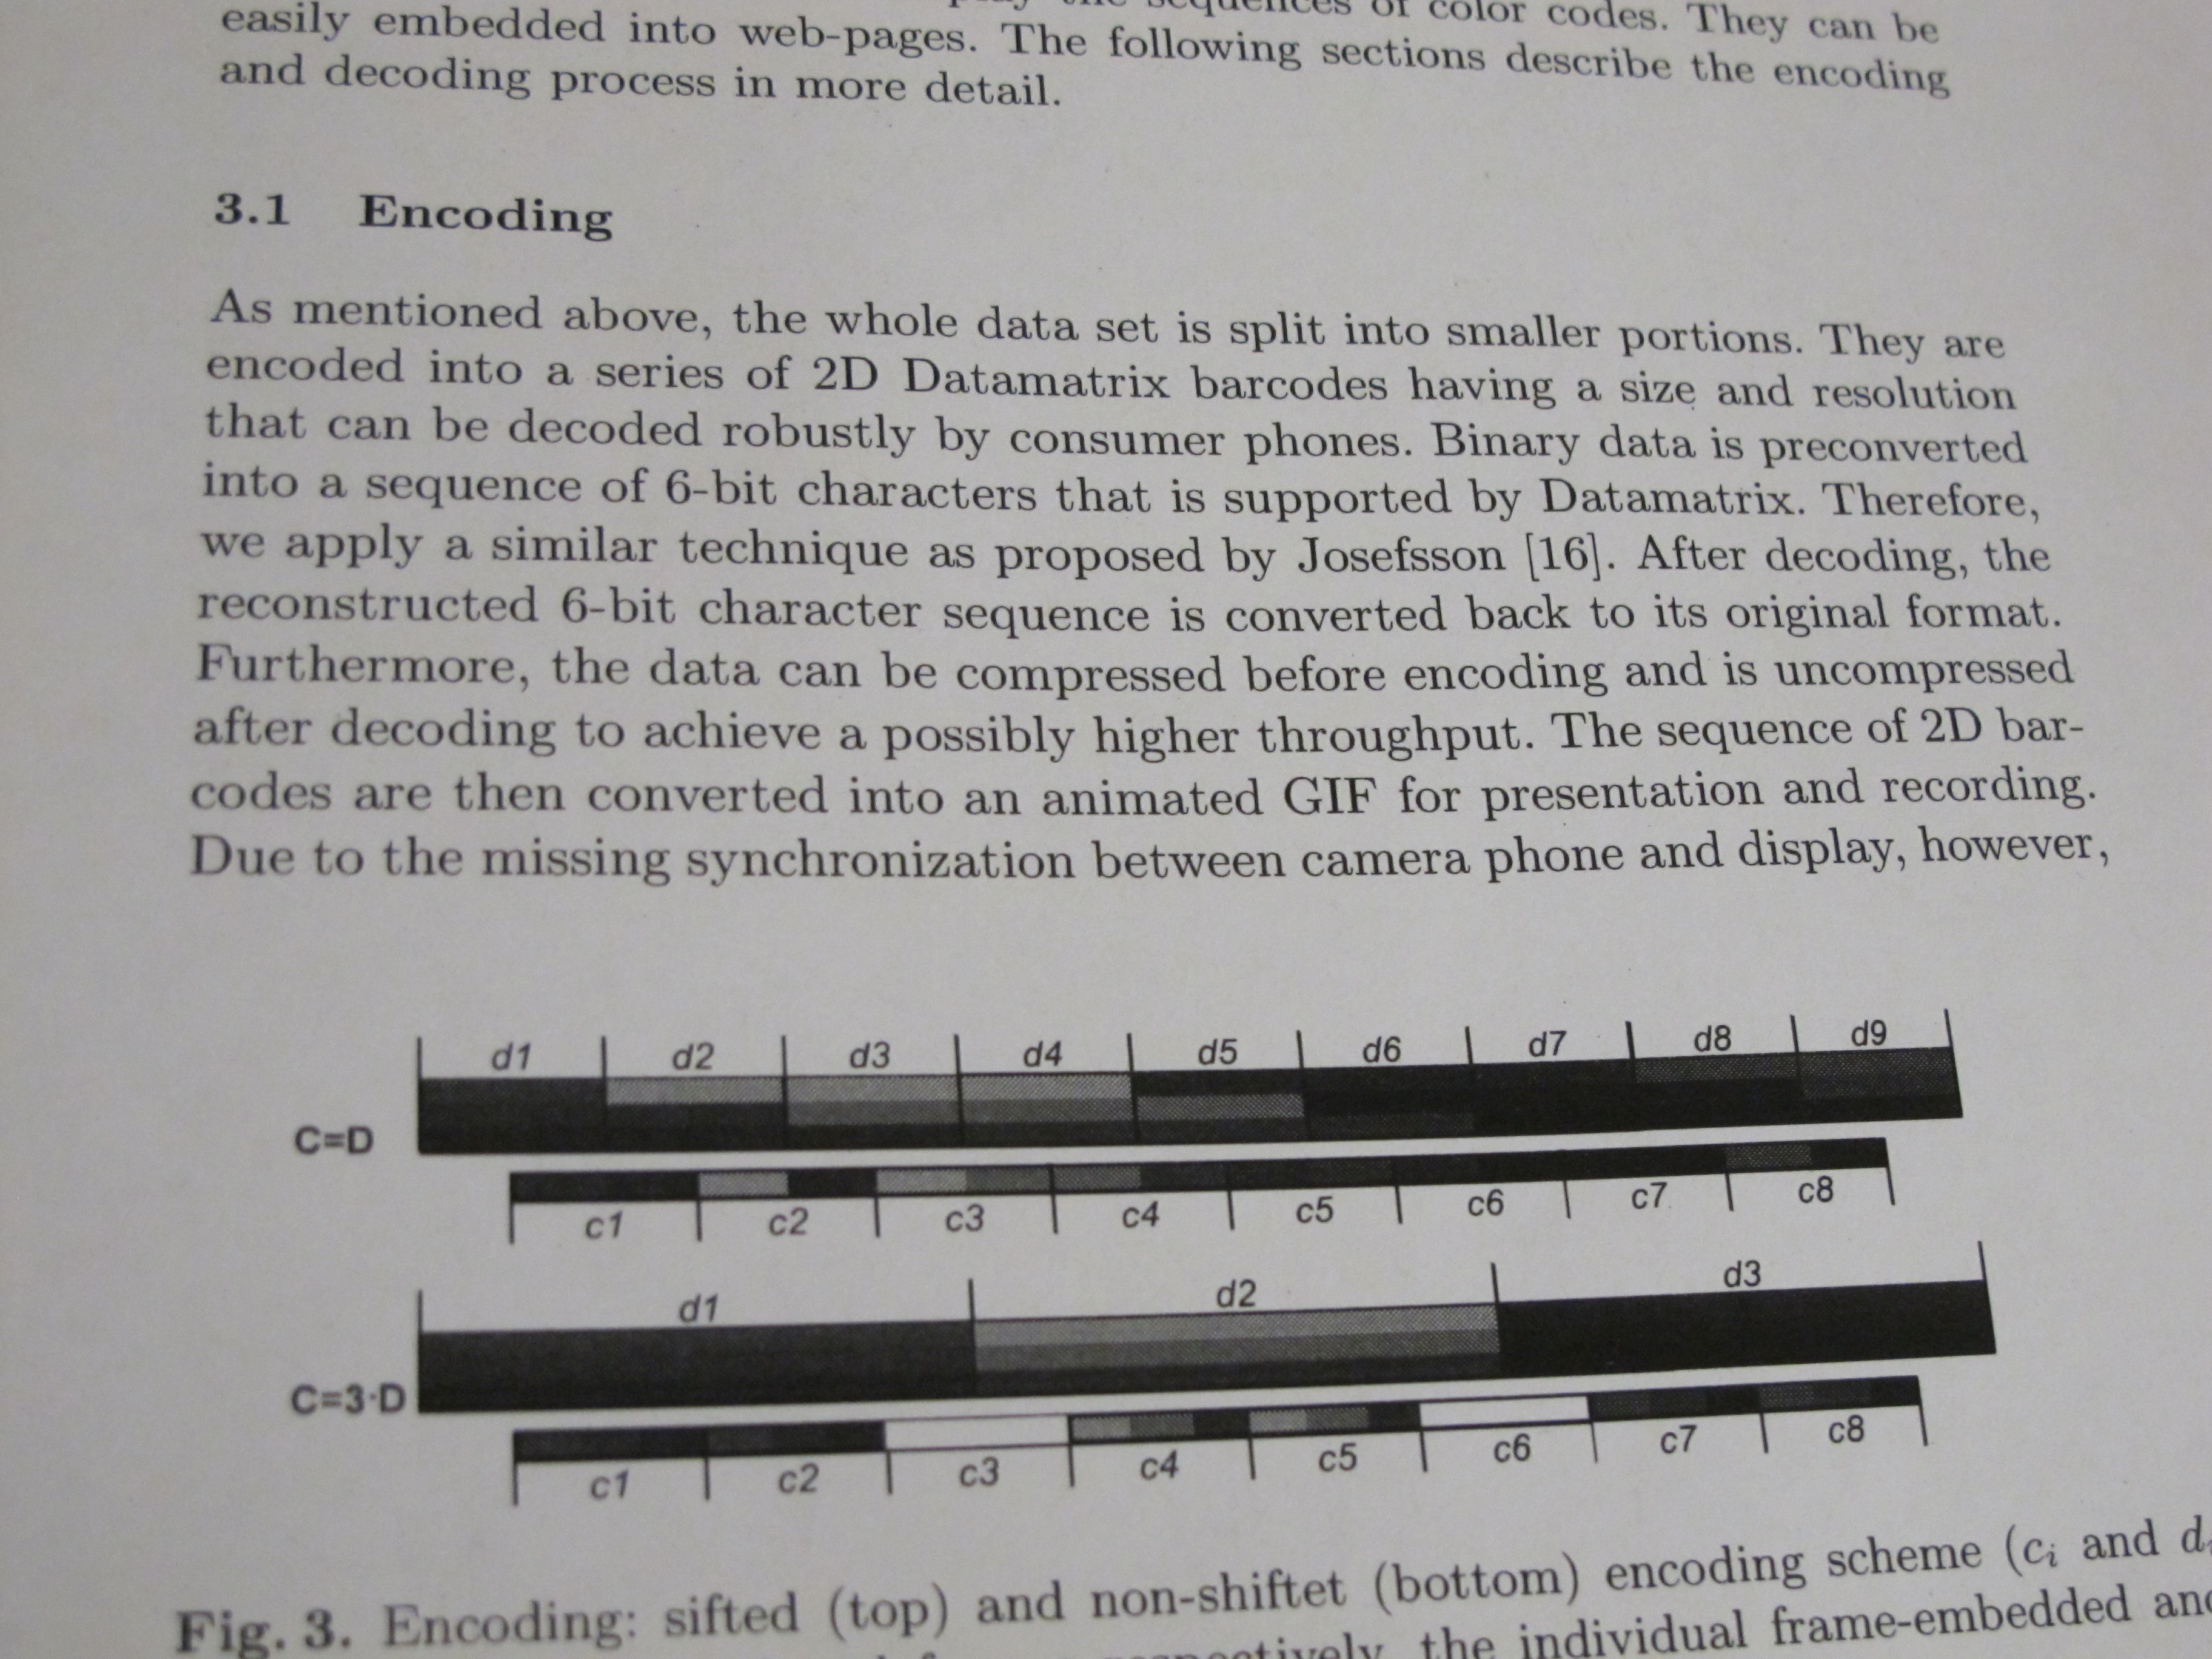 the sequences of color codes. They can be
easily embedded into web-pages. The following sections describe the encoding
and decoding process in more detail.
3.1 Encoding
As mentioned above, the whole data set is split into smaller portions. They are
encoded into a series of 2D Datamatrix barcodes having a size and resolution
that can be decoded robustly by consumer phones. Binary data is preconverted
into a sequence of 6-bit characters that is supported by Datamatrix. Therefore,
we apply a similar technique as proposed by Josefsson [16]. After decoding, the
reconstructed 6-bit character sequence is converted back to its original format.
Furthermore, the data can be compressed before encoding and is uncompressed
after decoding to achieve a possibly higher throughput. The sequence of 2D bar-
codes are then converted into an animated GIF for presentation and recording.
Due to the missing synchronization between camera phone and display, however,
d1 d2 d3 d4 d5 d6 d7 d8 d9
C=D
c1 c2 c3 c4 c5 c6 c7 c8
d1 d2 d3
C=3·D
c1 c2 c3 c4 c5 c6 c7 c8
Fig. 3. Encoding: sifted (top) and non-shiftet (bottom) encoding scheme (ci and
the individual frame-embedded and